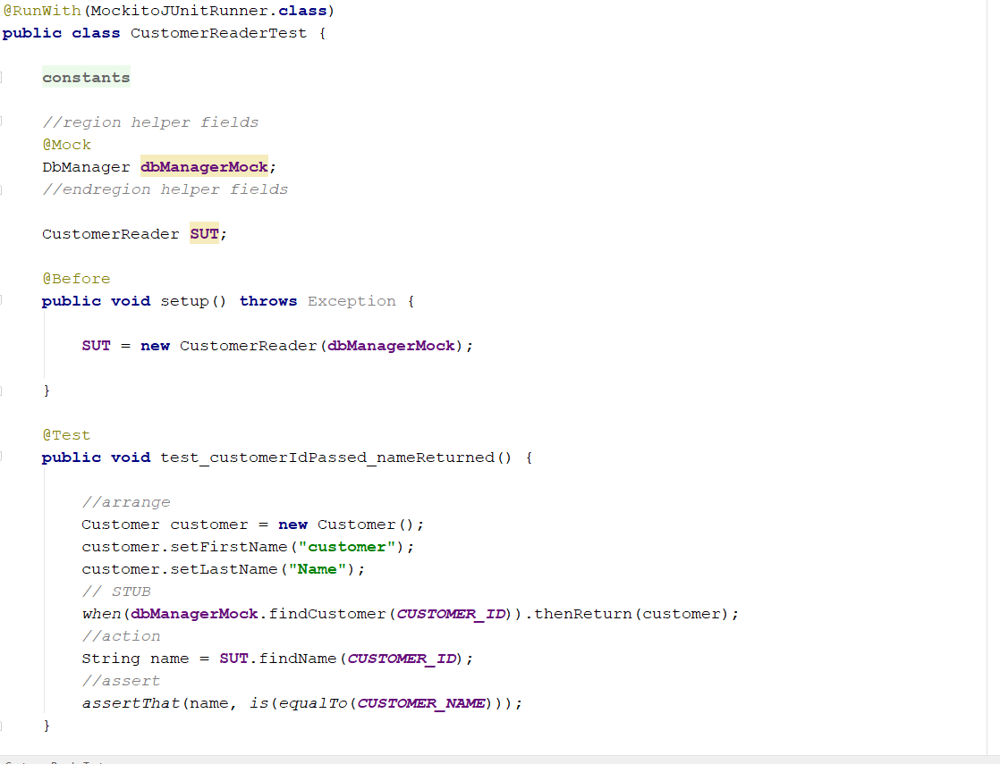 @RunWith(MockitoJUnitRunner.class)
public class CustomerReaderTest {
constants
//region helper fields
@Mock
DbManager dbManagerMock;
//endregion helper fields
CustomerReader SUT;
@Before
public void setup() throws Exception {
SUT = new CustomerReader(dbManagerMock);
}
@Test
public void test_customerIdPassed_nameReturned() {
//arrange
Customer customer = new Customer();
customer.setFirstName("customer");
customer.setLastName("Name");
// STUB
when(dbManagerMock.findCustomer(CUSTOMER_ID)).thenReturn(customer);
//action
String name = SUT.findName(CUSTOMER_ID);
//assert
assertThat(name, is(equalTo(CUSTOMER_NAME)));
}